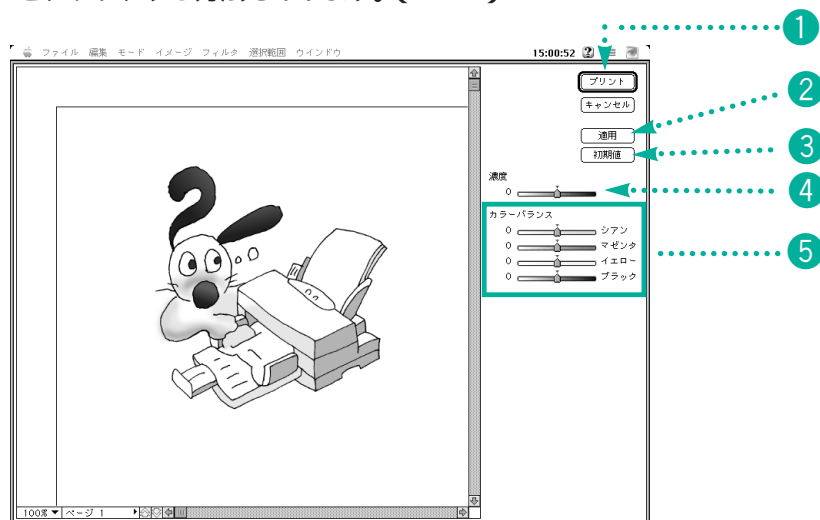 ファイル 編集 モード イメージ フィルタ 選択範囲 ウインドウ 15:00:52
1
プリント
キャンセル
2
適用
3
初期値
濃度
0
4
カラーバランス
0 シアン
0 マゼンタ
0 イエロー
0 ブラック
5
100% ページ 1